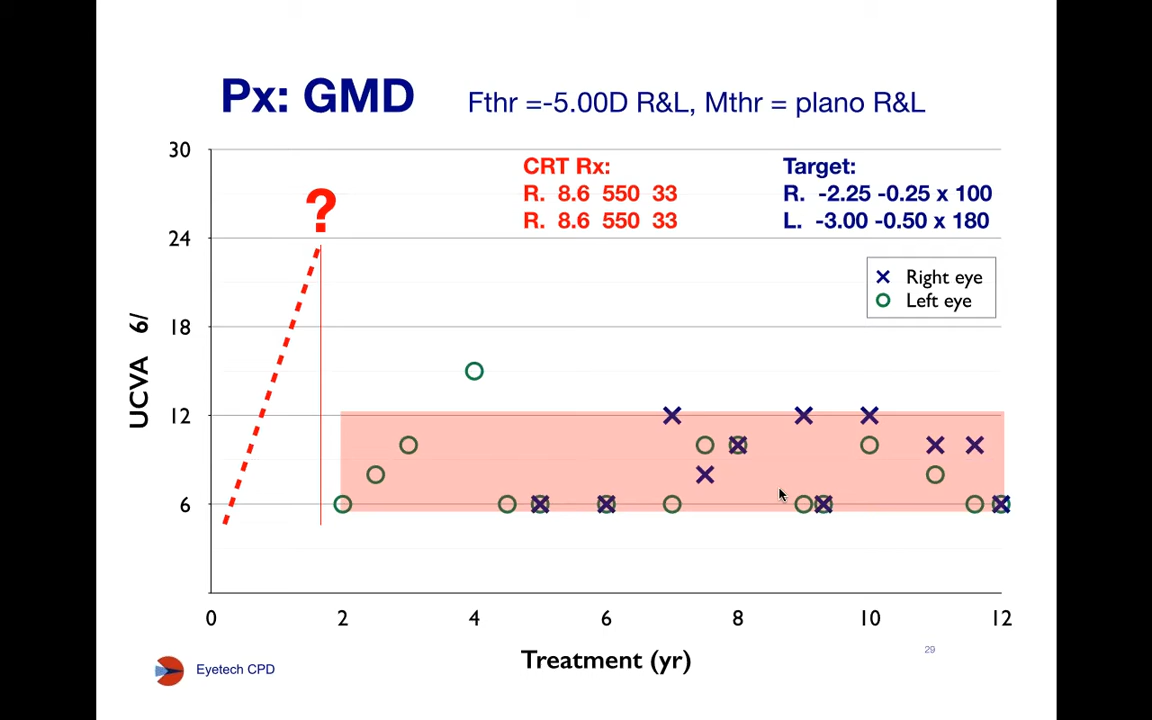 Px: GMD
Fthr =-5.00D R&L, Mthr = plano R&L
30
24
18
12
6
UCVA 6/
?
CRT Rx:
R. 8.6 550 33
R. 8.6 550 33
Target:
R. -2.25 -0.25 x 100
L. -3.00 -0.50 x 180
Right eye
Left eye
0 2 4 6 8 10 12
Treatment (yr)
29
Eyetech CPD